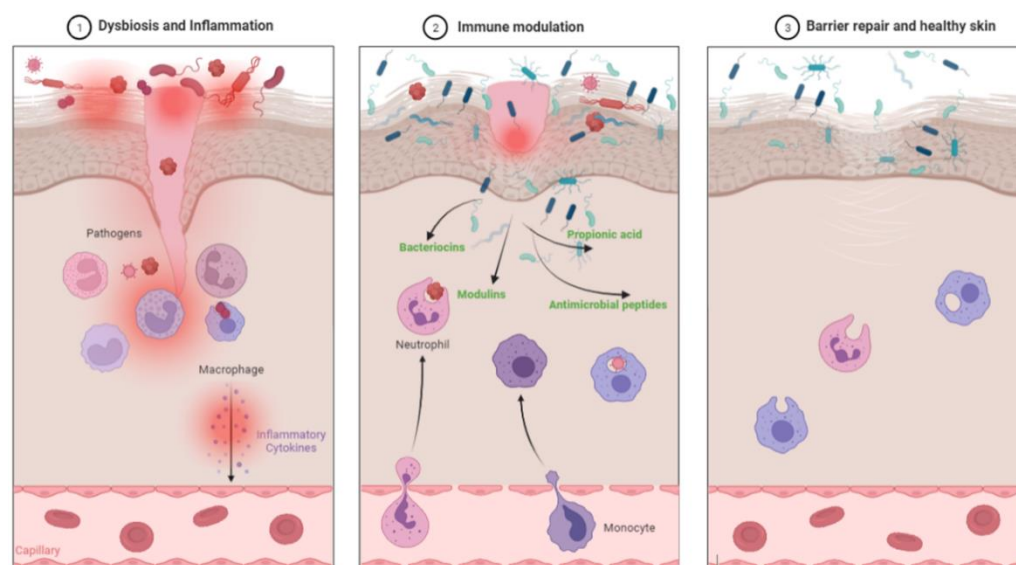 1 Dysbiosis and Inflammation
Pathogens
Macrophage
Inflammatory
Cytokines
Capillary
2 Immune modulation
Bacteriocins
Propionic acid
Modulins
Antimicrobial peptides
Neutrophil
Monocyte
3 Barrier repair and healthy skin